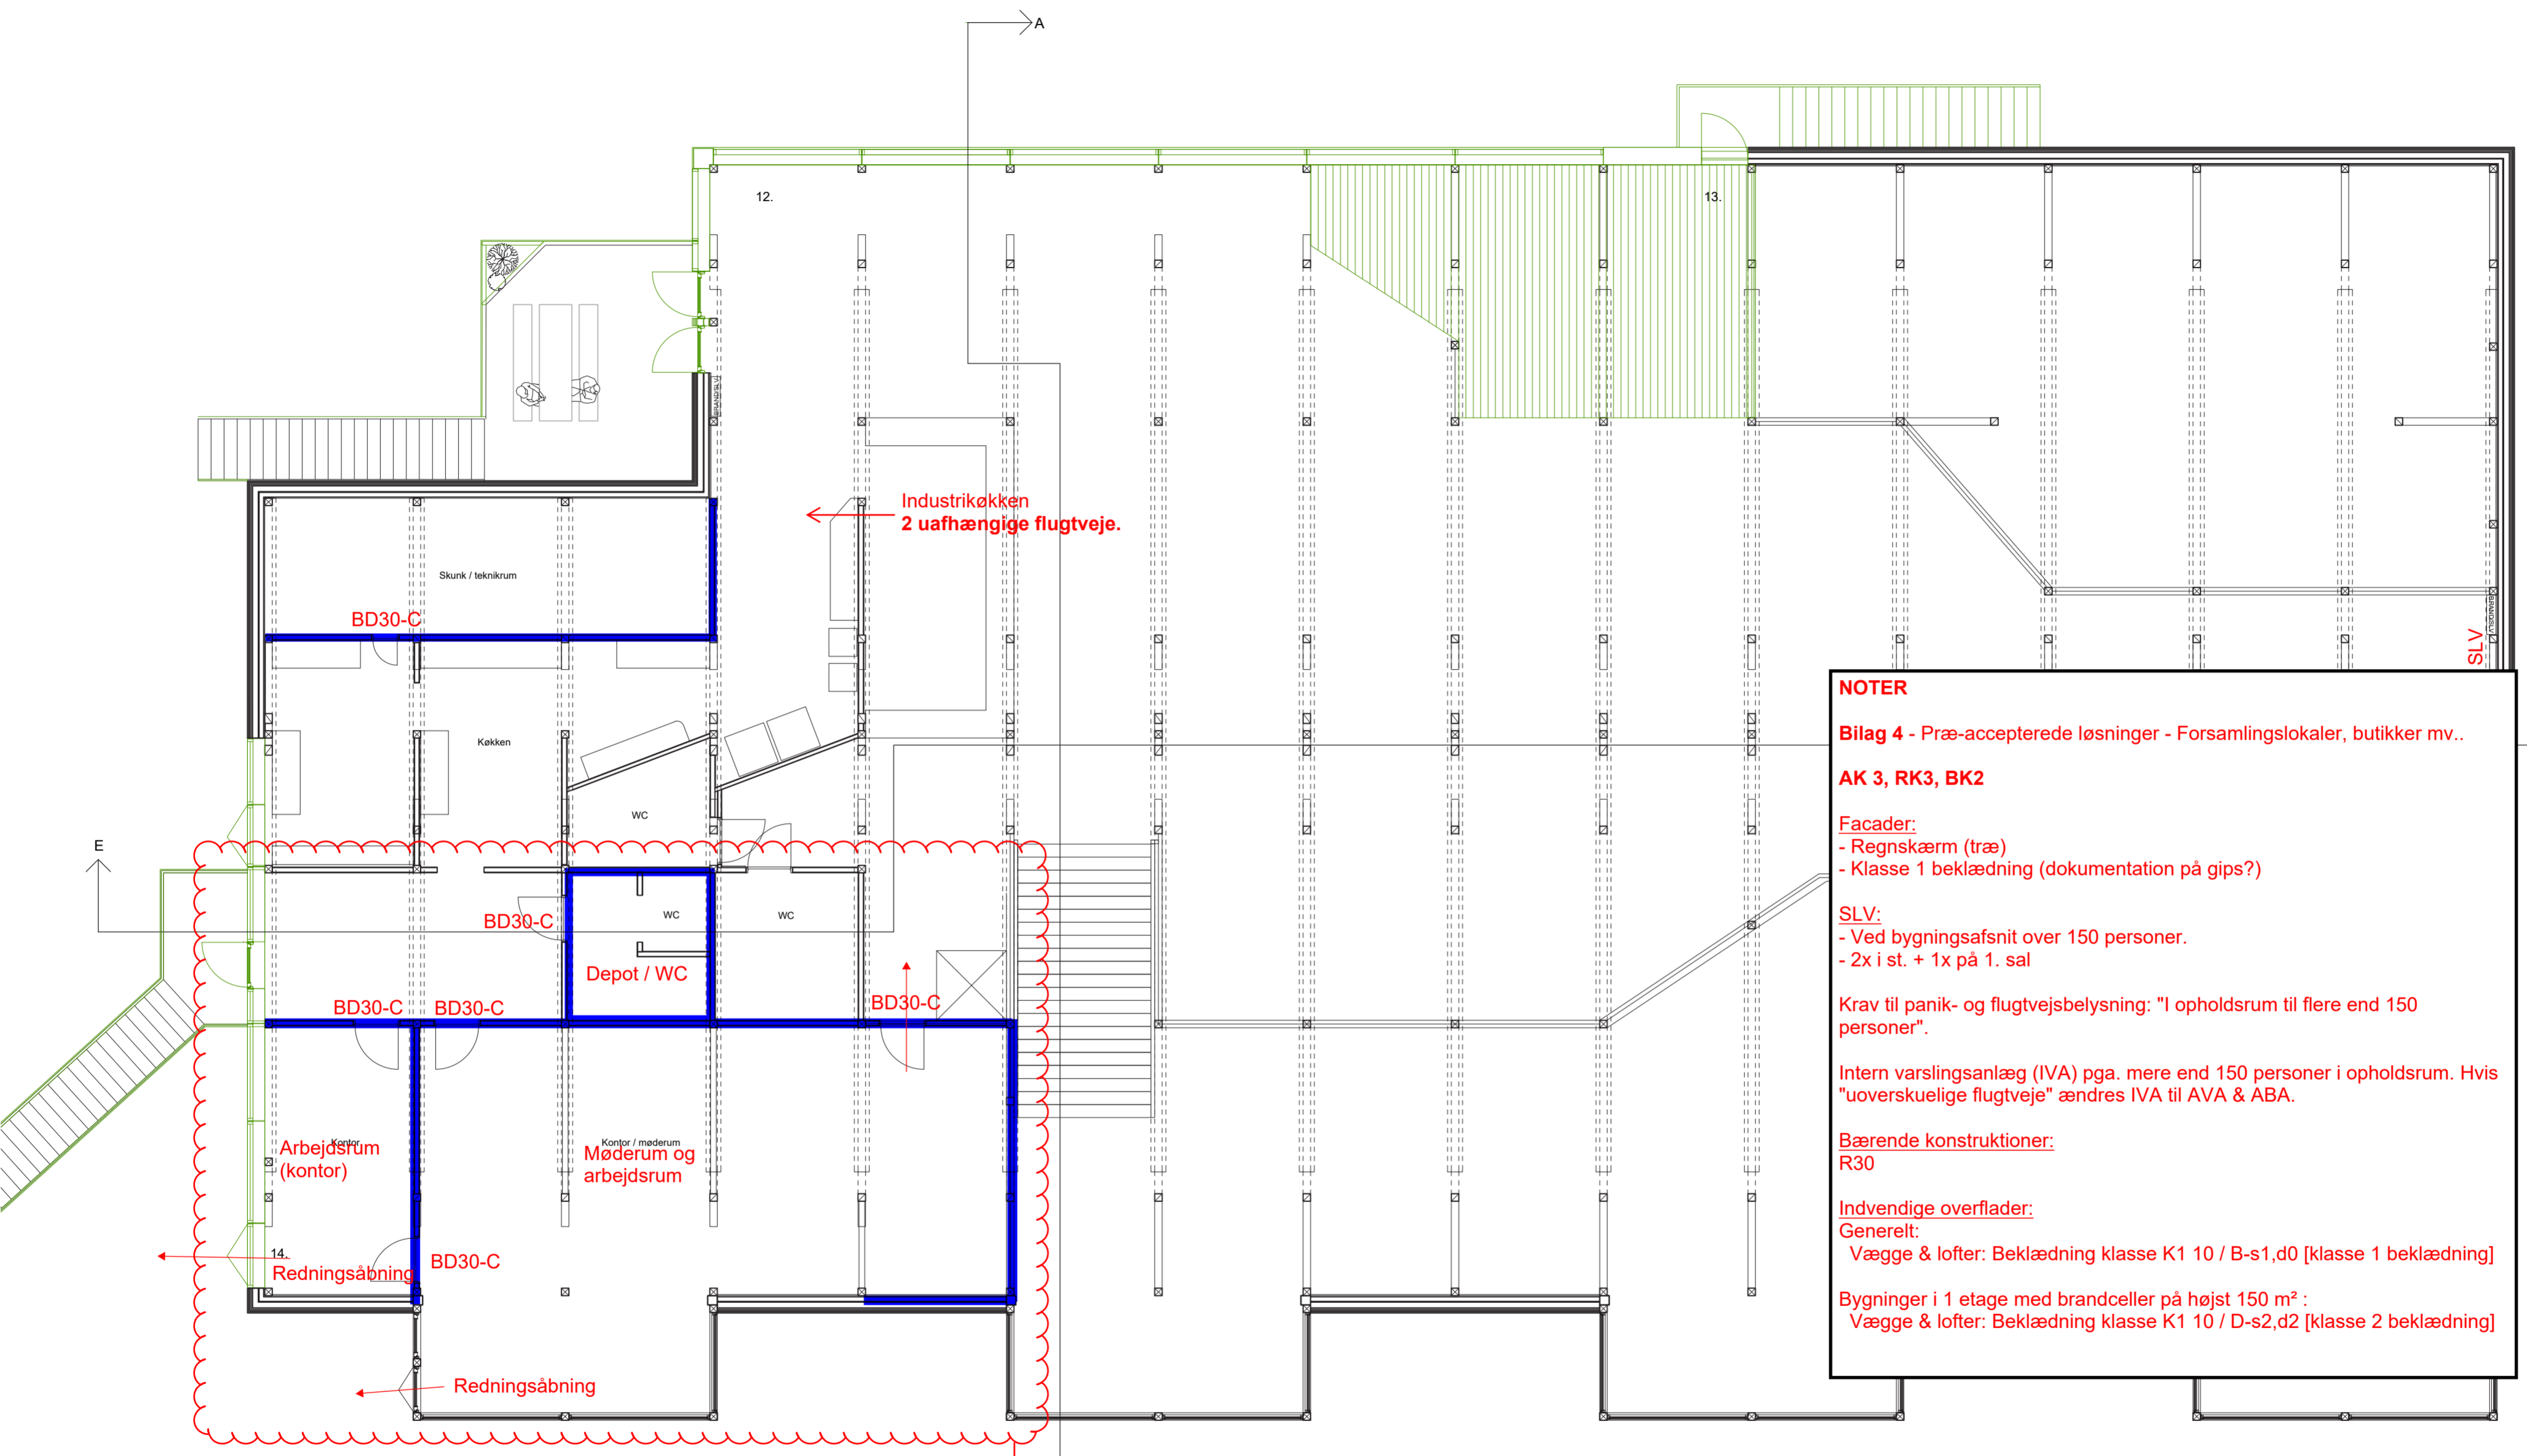 A
12.
13.
BRAND/SLV
Industrikøkken
2 uafhængige flugtveje.
Skunk / teknikrum
BD30-C
BRAND/SLV
SLV
Køkken
WC
E
BD30-C
WC
WC
Depot / WC
BD30-C
BD30-C
BD30-C
Kontor
Arbejdsrum
(kontor)
Kontor / møderum
Møderum og
arbejdsrum
14.
Redningsåbning
BD30-C
Redningsåbning
NOTER
Bilag 4 - Præ-accepterede løsninger - Forsamlingslokaler, butikker mv..
AK 3, RK3, BK2
Facader:
- Regnskærm (træ)
- Klasse 1 beklædning (dokumentation på gips?)
SLV:
- Ved bygningsafsnit over 150 personer.
- 2x i st. + 1x på 1. sal
Krav til panik- og flugtvejsbelysning: "I opholdsrum til flere end 150
personer".
Intern varslingsanlæg (IVA) pga. mere end 150 personer i opholdsrum. Hvis
"uoverskuelige flugtveje" ændres IVA til AVA & ABA.
Bærende konstruktioner:
R30
Indvendige overflader:
Generelt:
Vægge & lofter: Beklædning klasse K1 10 / B-s1,d0 [klasse 1 beklædning]
Bygninger i 1 etage med brandceller på højst 150 m² :
Vægge & lofter: Beklædning klasse K1 10 / D-s2,d2 [klasse 2 beklædning]